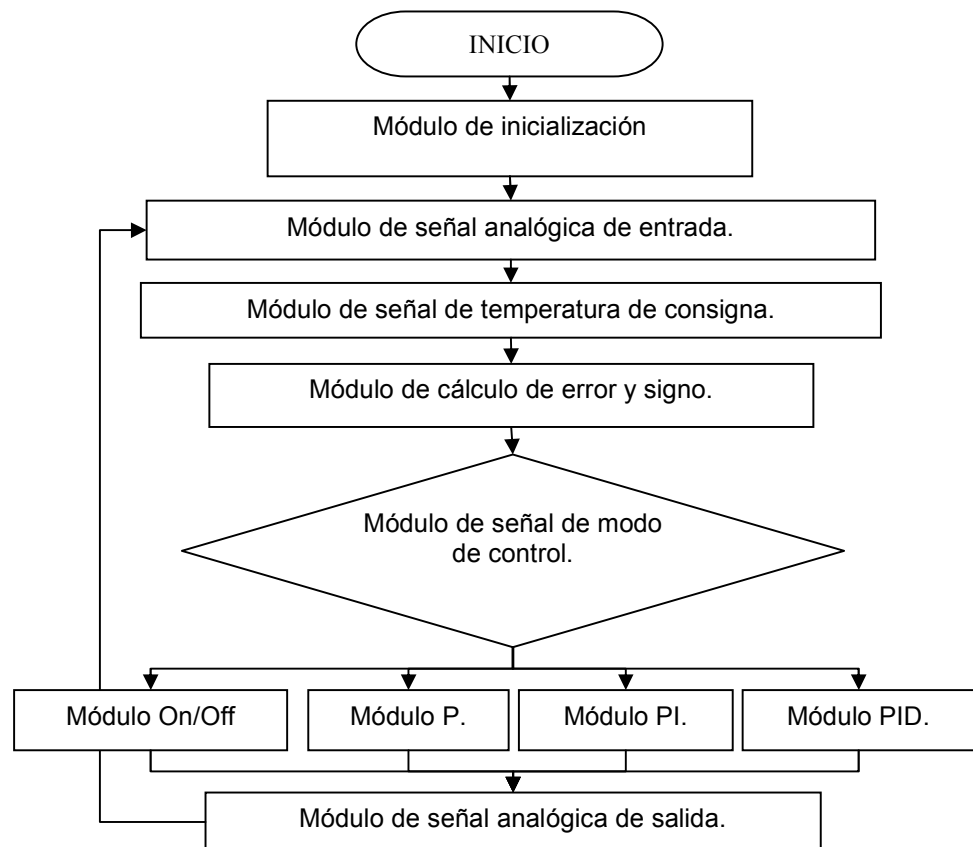 INICIO
Módulo de inicialización
Módulo de señal analógica de entrada.
Módulo de señal de temperatura de consigna.
Módulo de cálculo de error y signo.
Módulo de señal de modo
de control.
Módulo On/Off
Módulo P.
Módulo PI.
Módulo PID.
Módulo de señal analógica de salida.